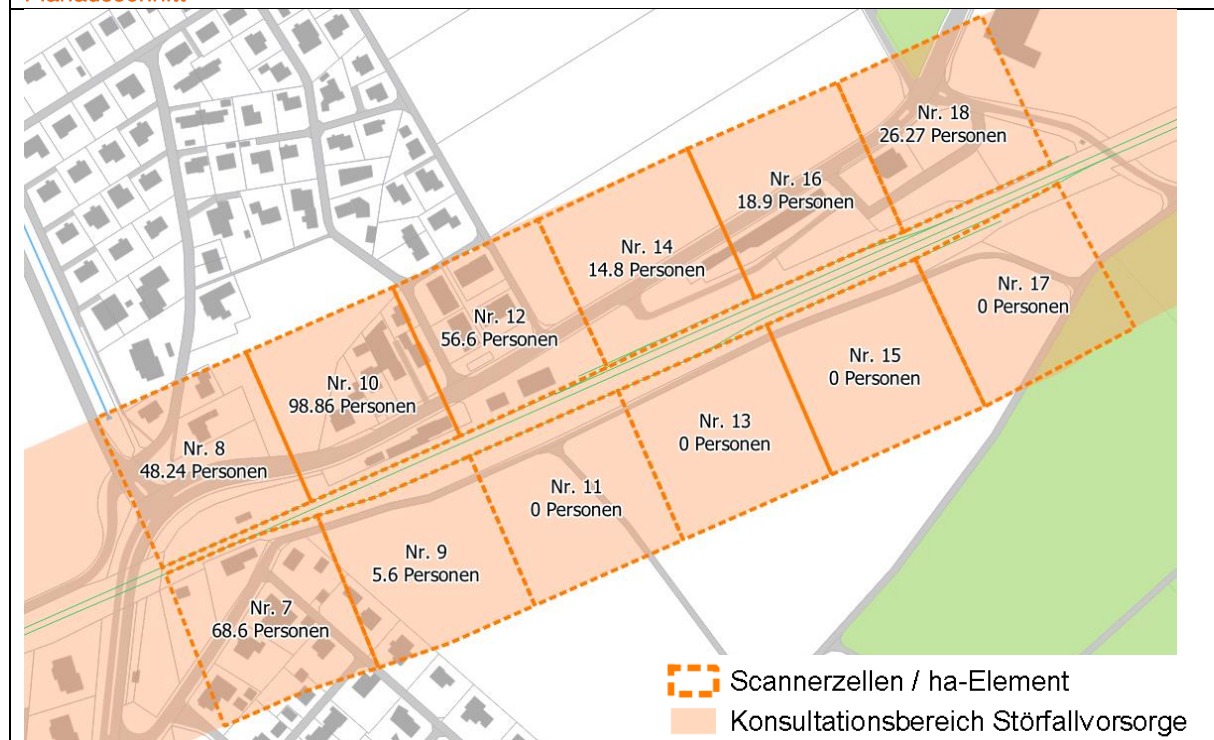 Planausschnitt
Nr. 18
26.27 Personen
Nr. 16
18.9 Personen
Nr. 14
14.8 Personen
Nr. 17
0 Personen
Nr. 12
56.6 Personen
Nr. 15
0 Personen
Nr. 10
98.86 Personen
Nr. 13
0 Personen
Nr. 8
48.24 Personen
Nr. 11
0 Personen
Nr. 9
5.6 Personen
Nr. 7
68.6 Personen
Scannerzellen / ha-Element
Konsultationsbereich Störfallvorsorge